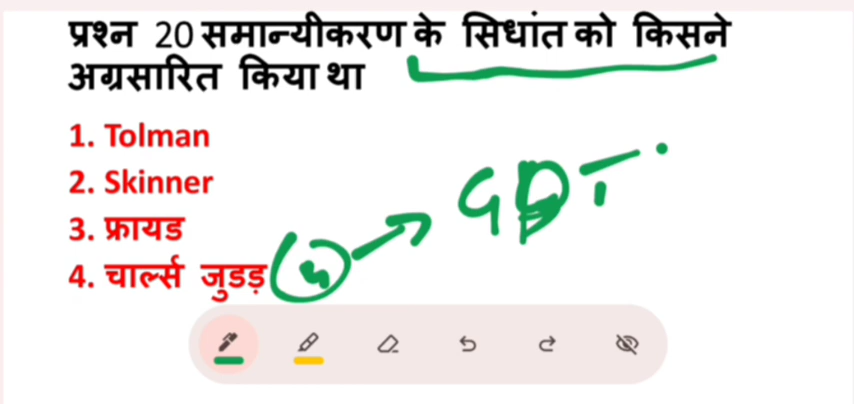 प्रश्न 20 समान्यीकरण के सिधांत को किसने
अग्रसारित किया था
1. Tolman
2. Skinner
3. फ्रायड
4. चार्ल्स जुडड़